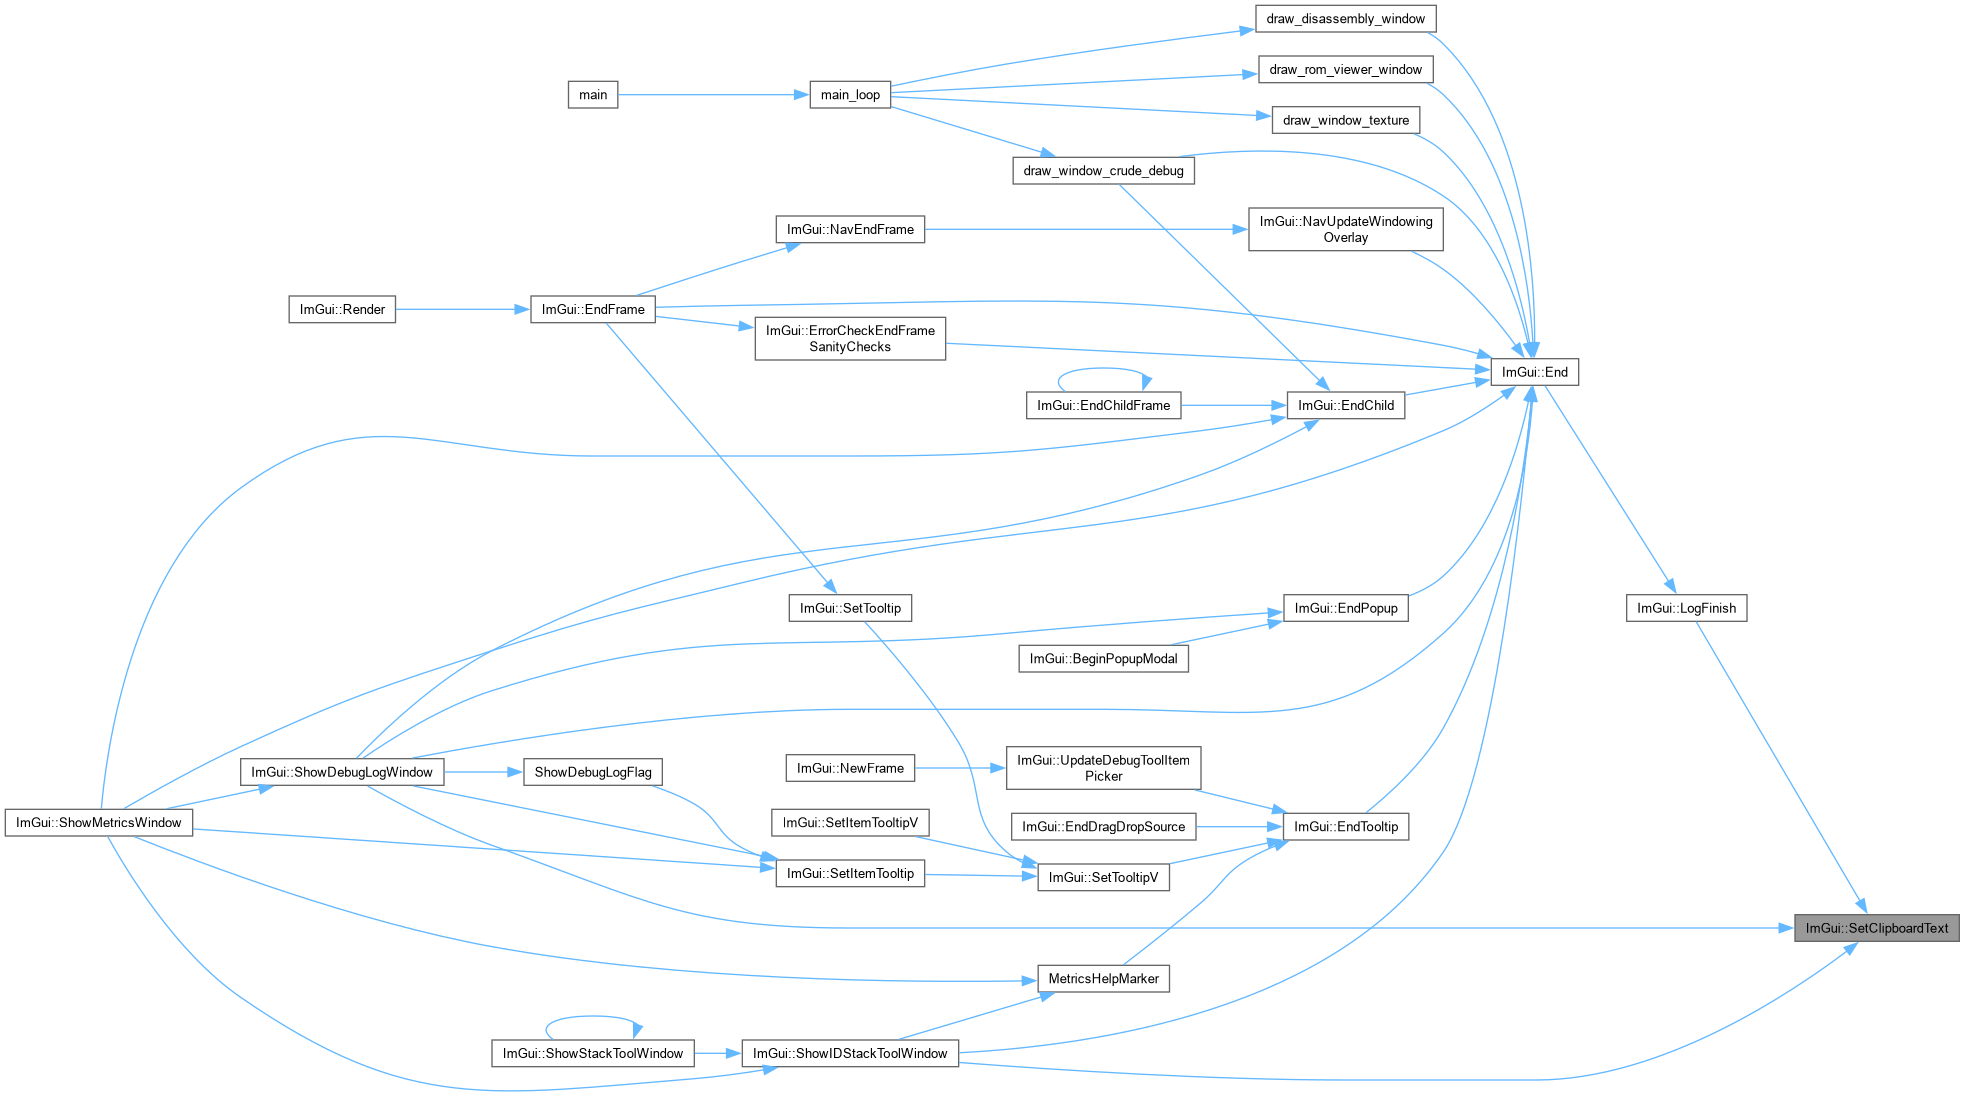 draw_disassembly_window
draw_rom_viewer_window
main
main_loop
draw_window_texture
draw_window_crude_debug
ImGui::NavEndFrame
ImGui::NavUpdateWindowing
Overlay
ImGui::Render
ImGui::EndFrame
ImGui::ErrorCheckEndFrame
SanityChecks
ImGui::End
ImGui::EndChildFrame
ImGui::EndChild
ImGui::SetTooltip
ImGui::EndPopup
ImGui::LogFinish
ImGui::BeginPopupModal
ImGui::ShowDebugLogWindow
ShowDebugLogFlag
ImGui::NewFrame
ImGui::UpdateDebugToolItem
Picker
ImGui::ShowMetricsWindow
ImGui::SetItemTooltipV
ImGui::EndDragDropSource
ImGui::EndTooltip
ImGui::SetItemTooltip
ImGui::SetTooltipV
ImGui::SetClipboardText
MetricsHelpMarker
ImGui::ShowStackToolWindow
ImGui::ShowIDStackToolWindow